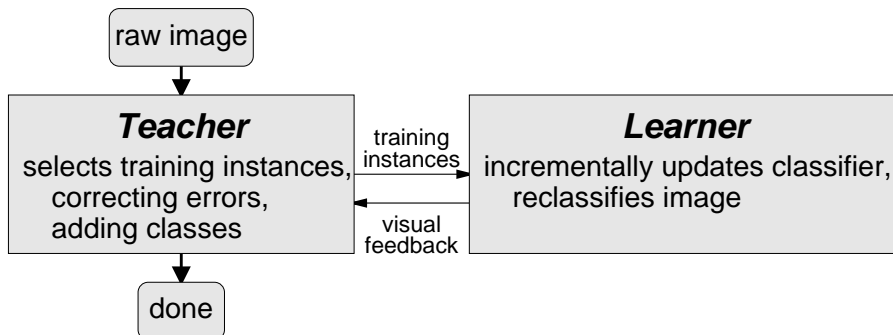 raw image
Teacher
selects training instances,
correcting errors,
adding classes
training
instances
visual
feedback
Learner
incrementally updates classifier,
reclassifies image
done